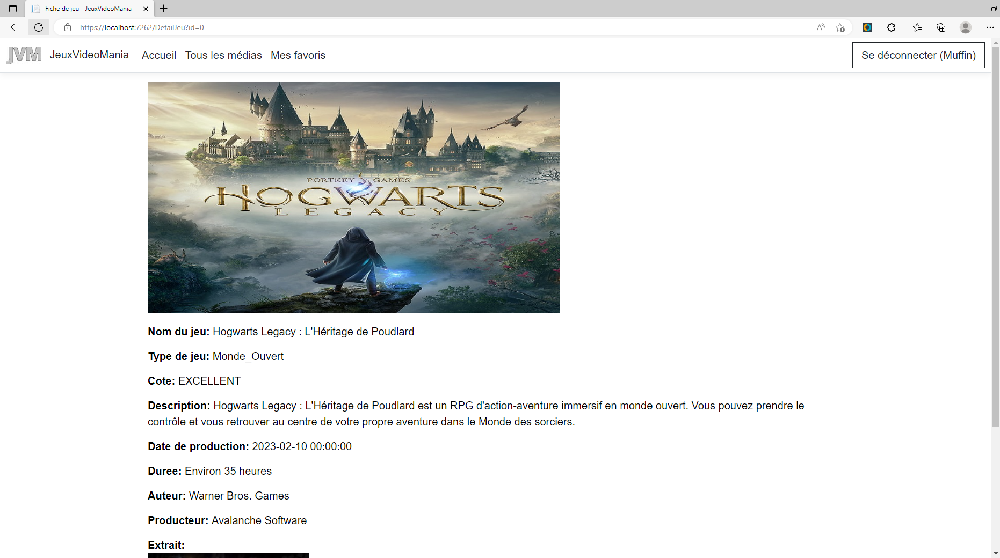 Fiche de jeu - JeuxVideoMania
https://localhost:7262/DetailJeu?id=0
JVM JeuxVideoMania Accueil Tous les médias Mes favoris Se déconnecter (Muffin)
PORTKEY GAMES
HOGWARTS
LEGACY
Nom du jeu: Hogwarts Legacy : L'Héritage de Poudlard
Type de jeu: Monde_Ouvert
Cote: EXCELLENT
Description: Hogwarts Legacy : L'Héritage de Poudlard est un RPG d'action-aventure immersif en monde ouvert. Vous pouvez prendre le
contrôle et vous retrouver au centre de votre propre aventure dans le Monde des sorciers.
Date de production: 2023-02-10 00:00:00
Duree: Environ 35 heures
Auteur: Warner Bros. Games
Producteur: Avalanche Software
Extrait: